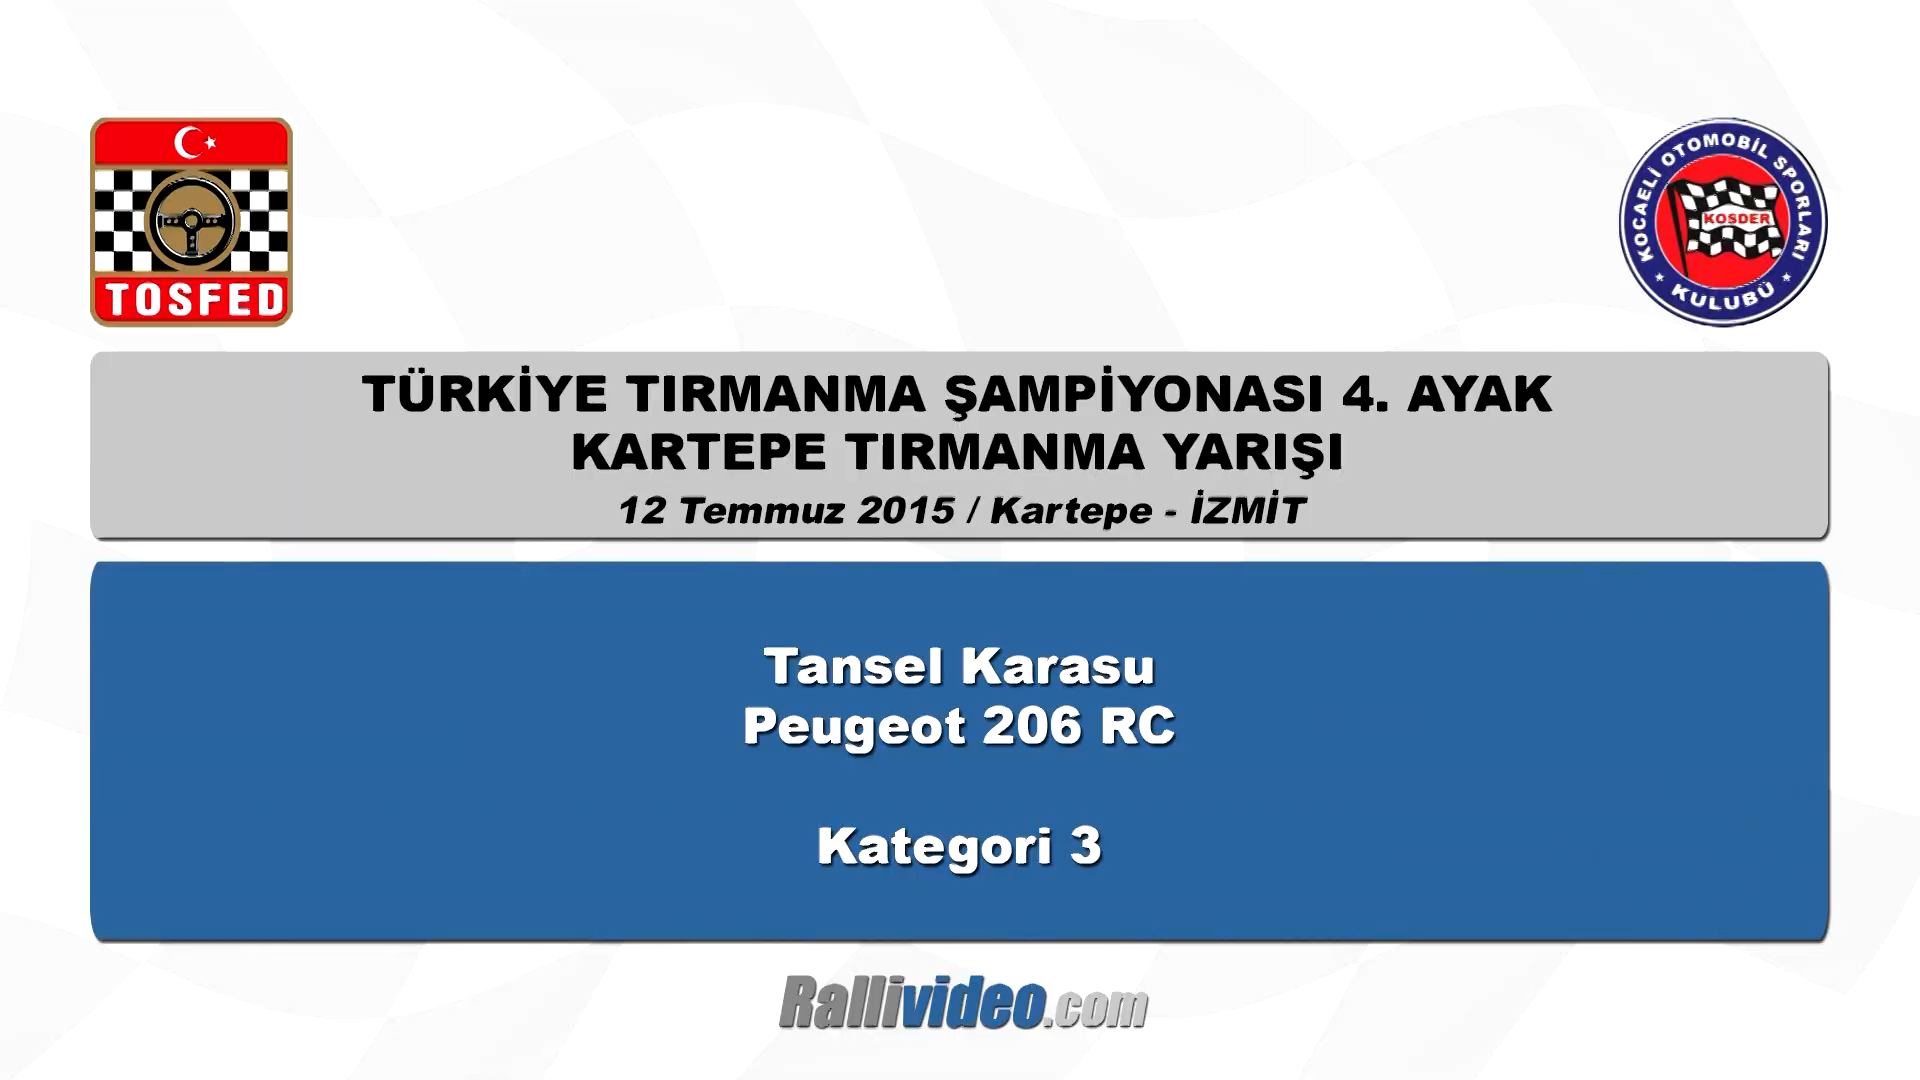 TOSFED
KOCAELİ OTOMOBİL SPORLARI
KOSDER
KULUBÜ
TÜRKİYE TIRMANMA ŞAMPİYONASI 4. AYAK
KARTEPE TIRMANMA YARIŞI
12 Temmuz 2015 / Kartepe - İZMİT
Tansel Karasu
Peugeot 206 RC
Kategori 3
Rallivideo.com